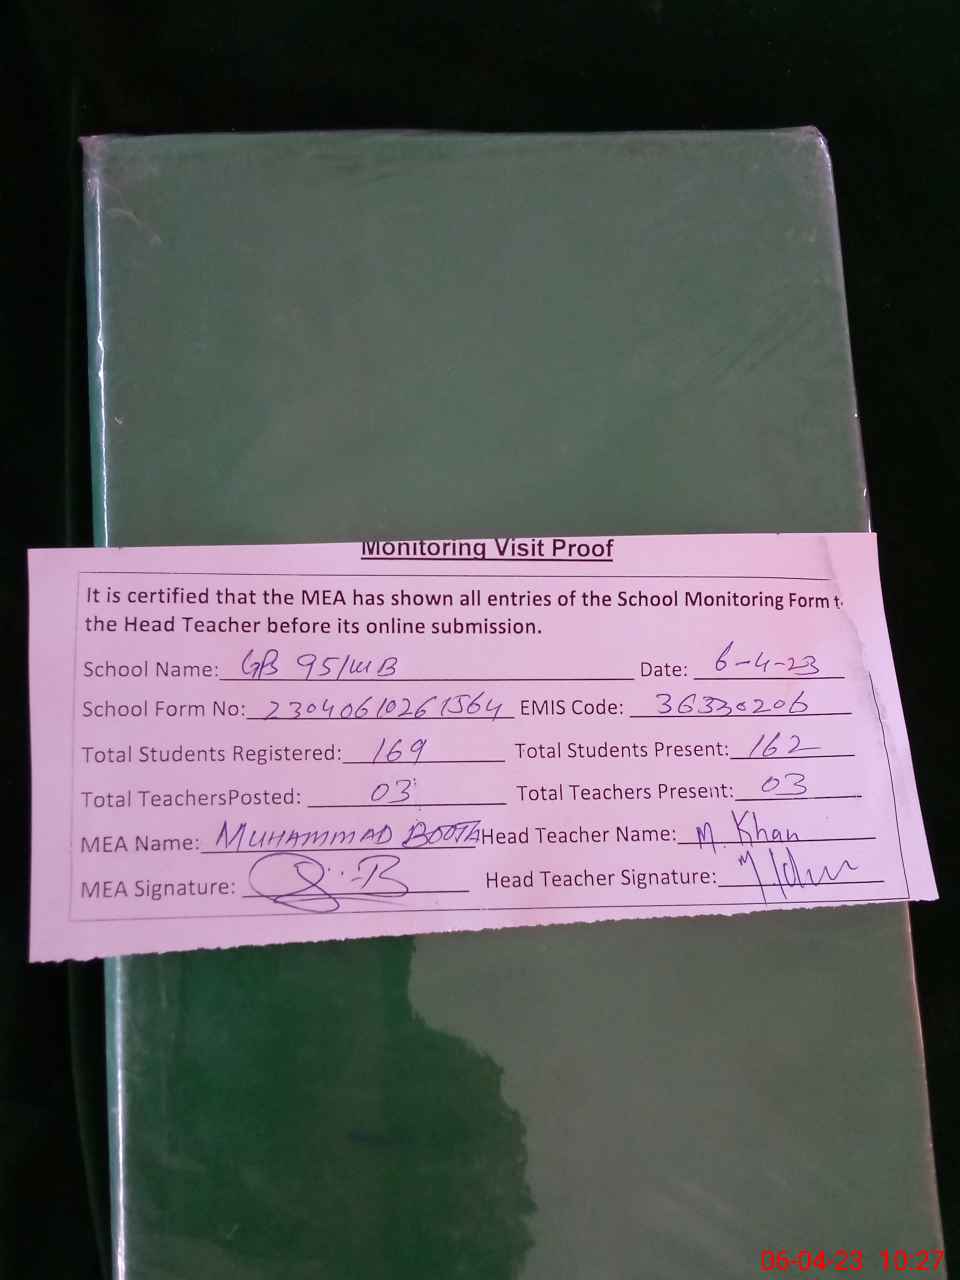 Monitoring Visit Proof
It is certified that the MEA has shown all entries of the School Monitoring Form t
the Head Teacher before its online submission.
School Name: GB 95/WB Date: 6-4-23
School Form No: 23040610261564 EMIS Code: 36330206
Total Students Registered: 169 Total Students Present: 162
Total TeachersPosted: 03 Total Teachers Present: 03
MEA Name: MUHAMMAD BOOTA Head Teacher Name: M. Khan
MEA Signature: Head Teacher Signature:
06-04-23 10:27